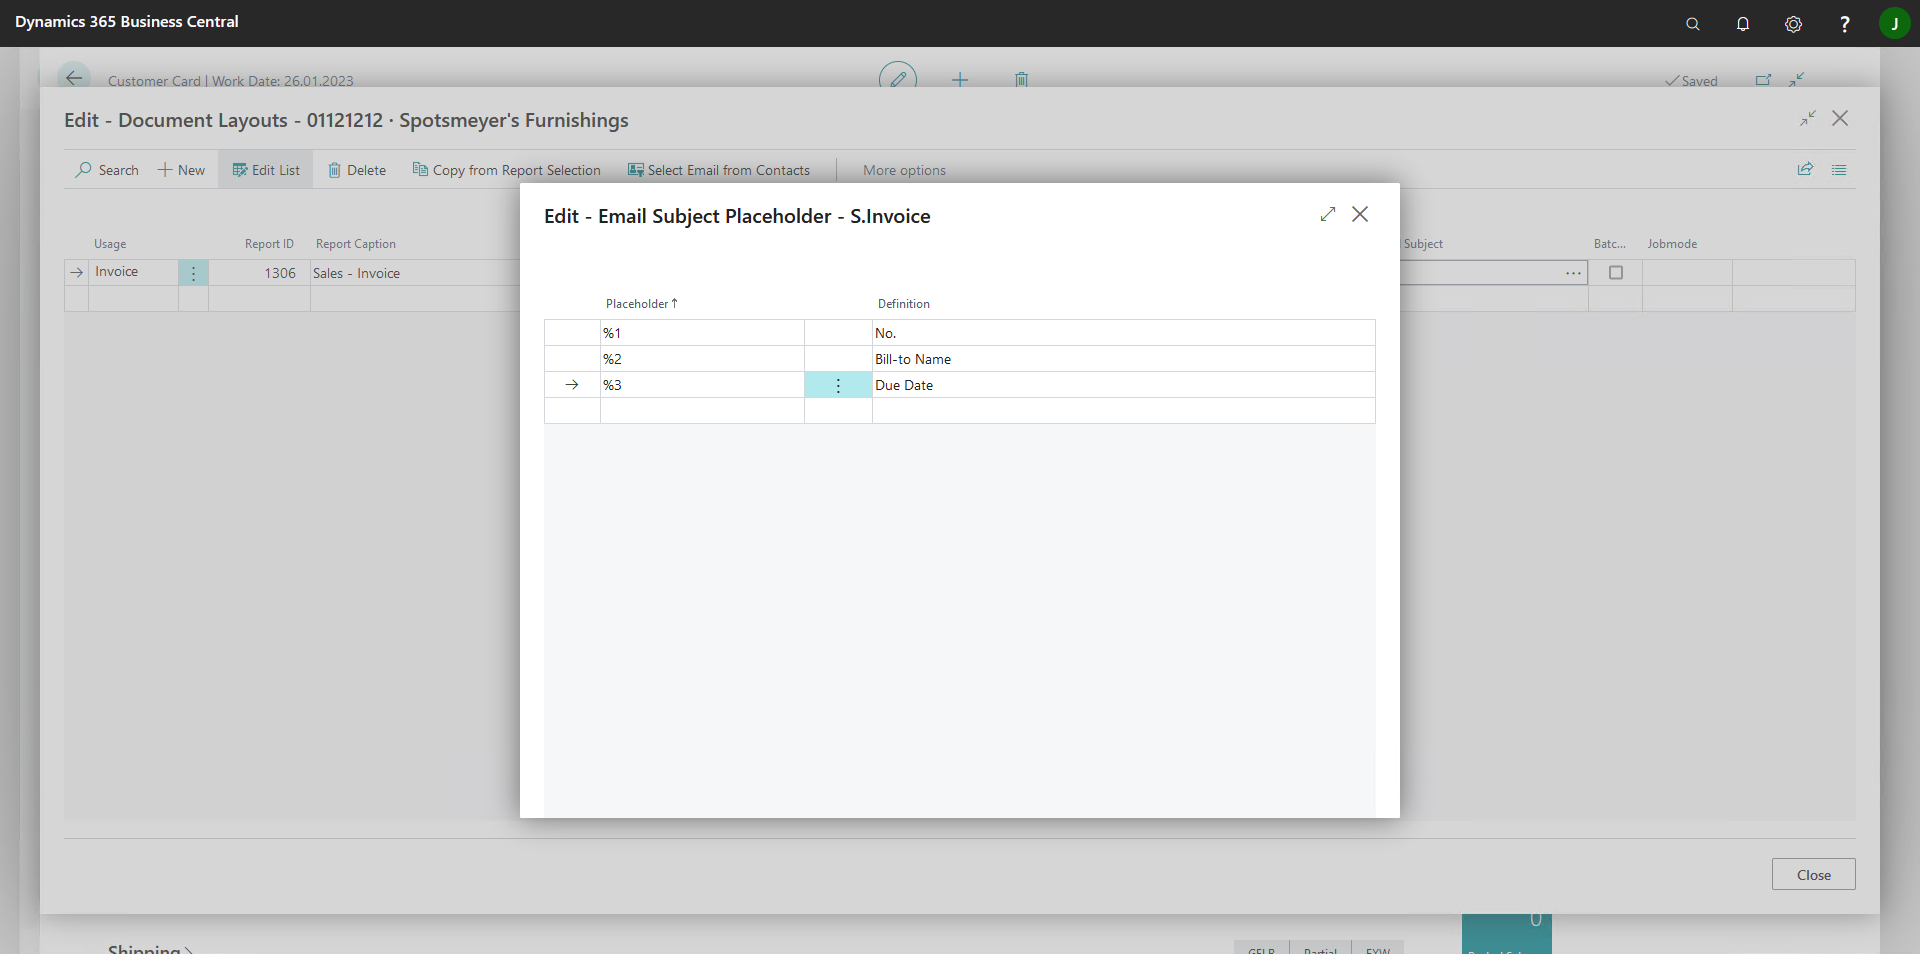 Dynamics 365 Business Central
J
Customer Card | Work Date: 26.01.2023
Saved
Edit - Document Layouts - 01121212 · Spotsmeyer's Furnishings
Search
New
Edit List
Delete
Copy from Report Selection
Select Email from Contacts
More options
Edit - Email Subject Placeholder - S.Invoice
Usage
Report ID
Report Caption
Subject
Batc...
Jobmode
Invoice
1306
Sales - Invoice
Placeholder ↑
Definition
%1
No.
%2
Bill-to Name
%3
Due Date
Close
0
Shipping
Partial